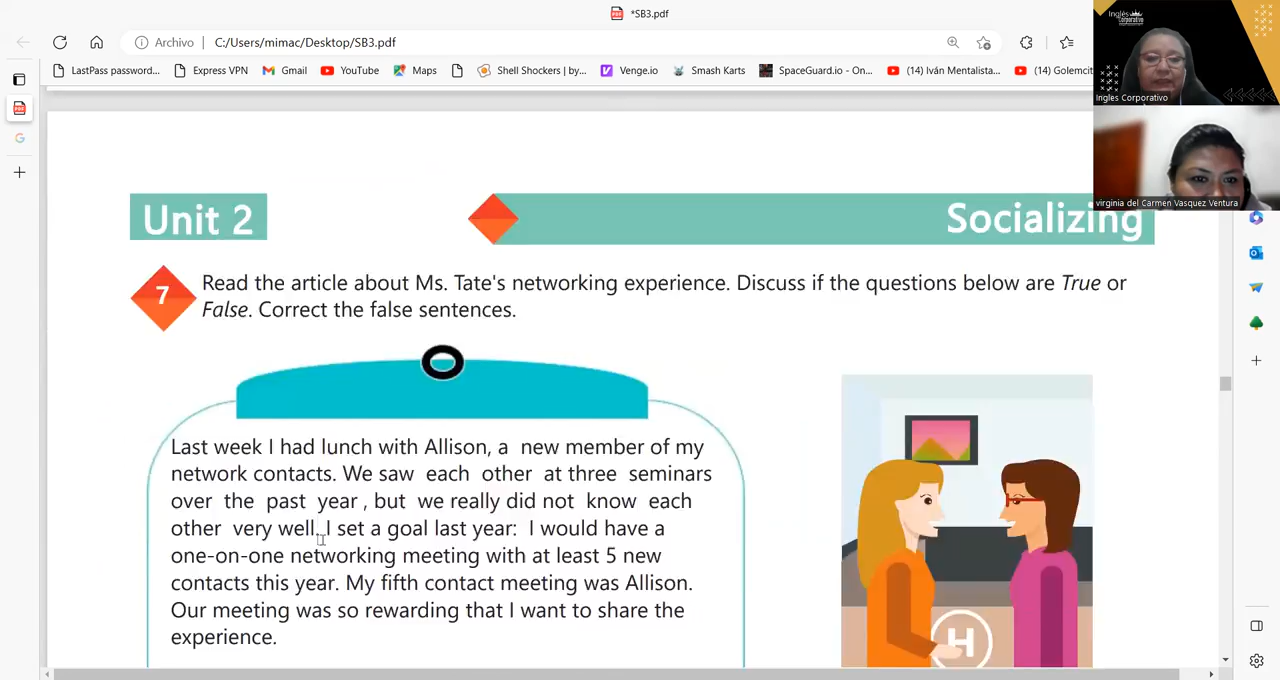 *SB3.pdf
Archivo C:/Users/mimac/Desktop/SB3.pdf
LastPass password... Express VPN Gmail YouTube Maps Shell Shockers | by... Venge.io Smash Karts SpaceGuard.io - On... (14) Iván Mentalista... (14) Golemcit
Inglés
Corporativo
Ingles Corporativo
virginia del Carmen Vasquez Ventura
Unit 2
Socializing
7
Read the article about Ms. Tate's networking experience. Discuss if the questions below are True or
False. Correct the false sentences.
Last week I had lunch with Allison, a new member of my
network contacts. We saw each other at three seminars
over the past year , but we really did not know each
other very well. I set a goal last year: I would have a
one-on-one networking meeting with at least 5 new
contacts this year. My fifth contact meeting was Allison.
Our meeting was so rewarding that I want to share the
experience.
H